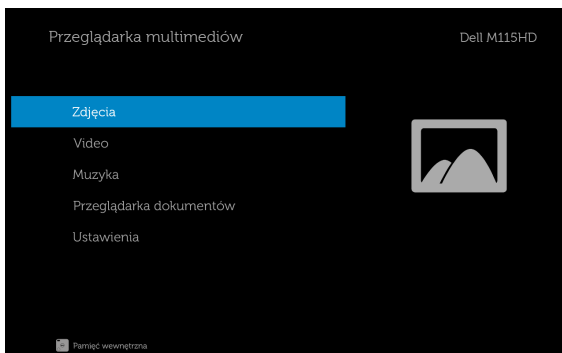 Przeglądarka multimediów
Dell M115HD
Zdjęcia
Video
Muzyka
Przeglądarka dokumentów
Ustawienia
Pamięć wewnętrzna